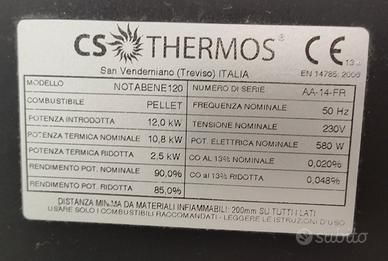 CS THERMOS®
CE
13
San Vendemiano (Treviso) ITALIA
EN 14785: 2006
MODELLO NOTABENE120
NUMERO DI SERIE AA-14-FR
COMBUSTIBILE PELLET
FREQUENZA NOMINALE 50 Hz
POTENZA INTRODOTTA 12,0 kW
TENSIONE NOMINALE 230V
POTENZA TERMICA NOMINALE 10,8 kW
POT. ELETTRICA NOMINALE 580 W
POTENZA TERMICA RIDOTTA 2,5 kW
CO al 13% NOMINALE 0,020%
RENDIMENTO POT. NOMINALE 90,0%
CO al 13% RIDOTTA 0,048%
RENDIMENTO POT. RIDOTTA 85,0%
DISTANZA MINIMA DA MATERIALI INFIAMMABILI: 200mm SU TUTTI I LATI
USARE SOLO I COMBUSTIBILI RACCOMANDATI - LEGGERE LE ISTRUZIONI D'USO
subito